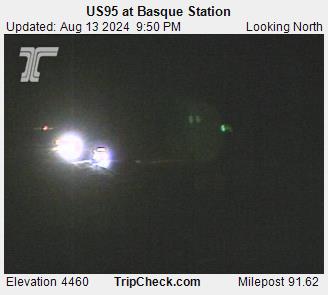 US95 at Basque Station
Updated: Aug 13 2024 9:50 PM Looking North
Elevation 4460 TripCheck.com Milepost 91.62